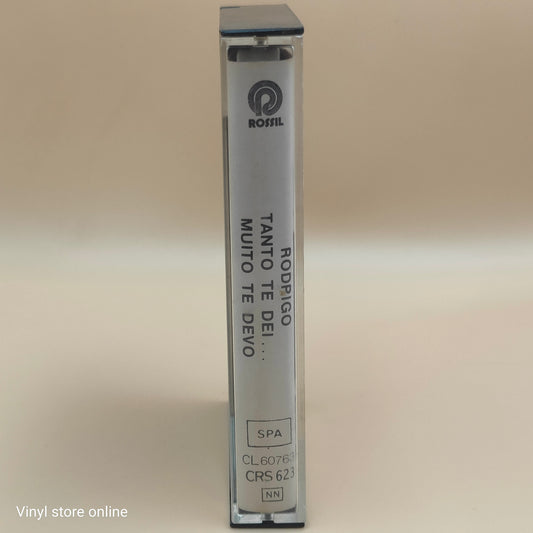 ROSSIL
RODRIGO
TANTO TE DEI...
MUITO TE DEVO
SPA
CL 60763
CRS 623
NN
Vinyl store online